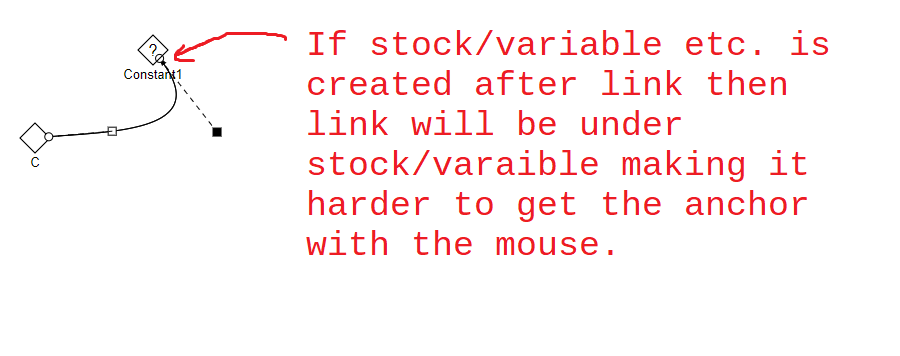 ?
Constant1
C
If stock/variable etc. is
created after link then
link will be under
stock/varaible making it
harder to get the anchor
with the mouse.